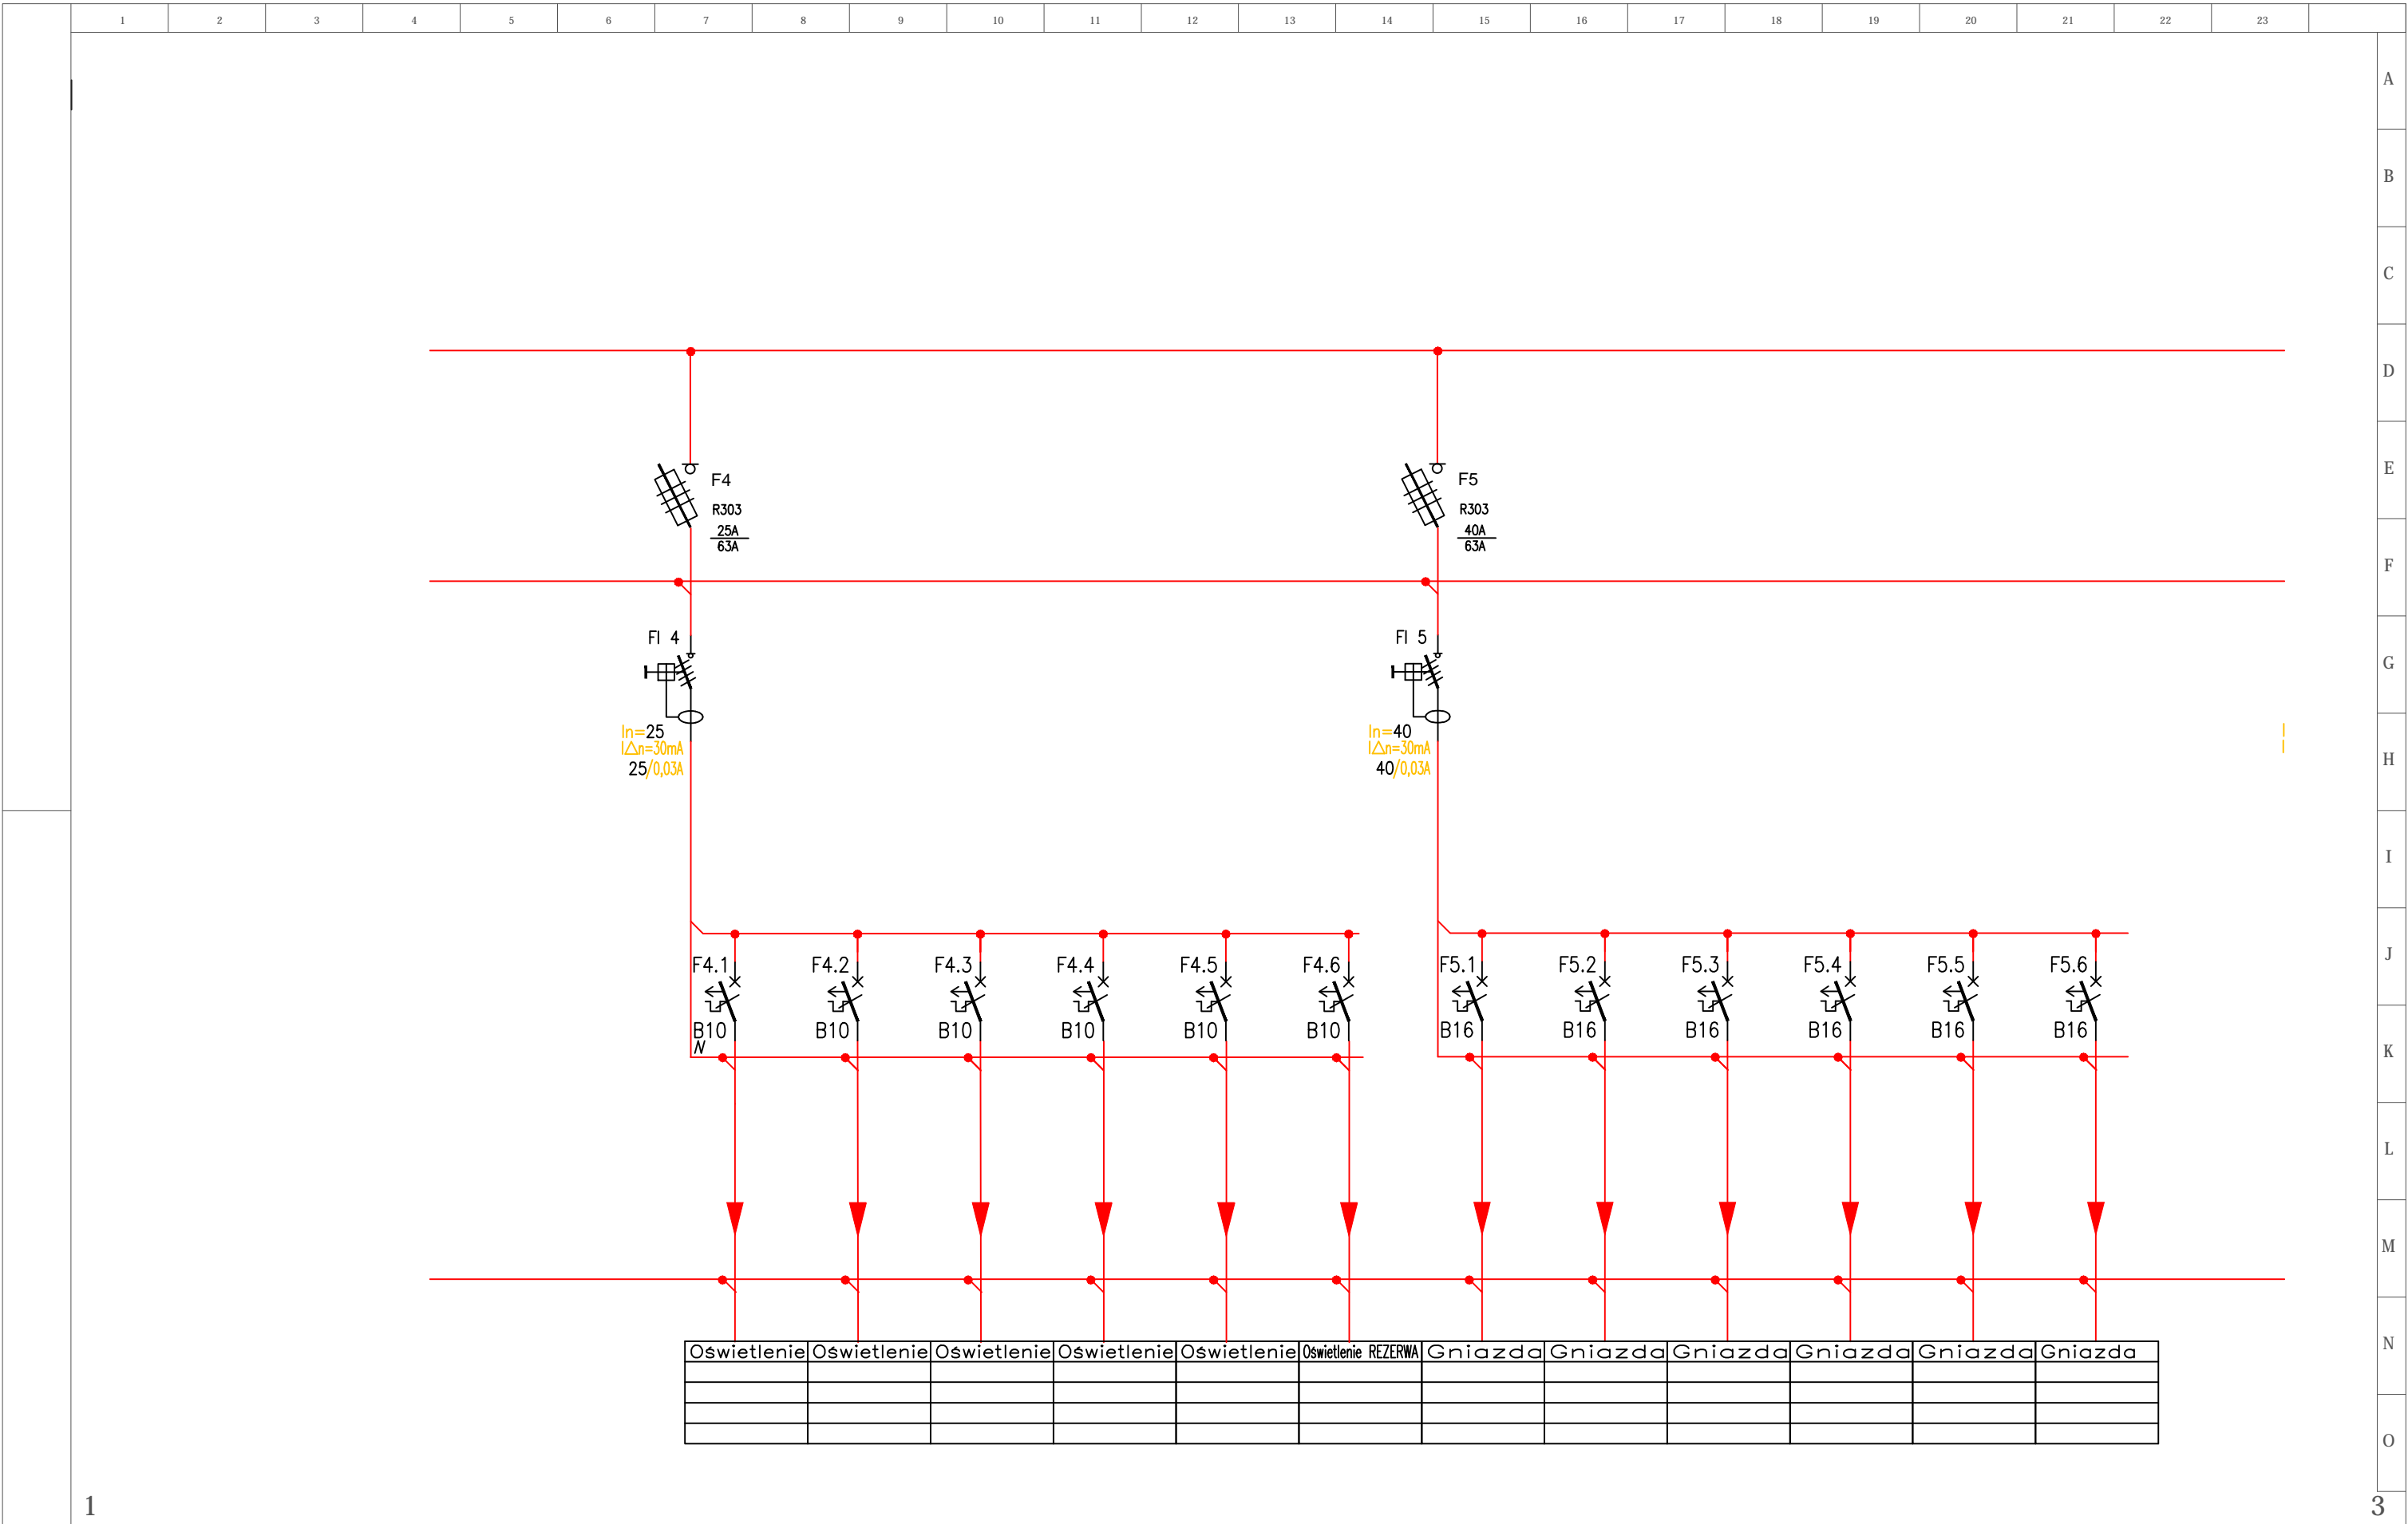 1 2 3 4 5 6 7 8 9 10 11 12 13 14 15 16 17 18 19 20 21 22 23
A
B
C
D
E
F
G
H
I
J
K
L
M
N
O
F4
R303
25A
63A
F5
R303
40A
63A
FI 4
In=25
I△n=30mA
25/0,03A
FI 5
In=40
I△n=30mA
40/0,03A
F4.1 F4.2 F4.3 F4.4 F4.5 F4.6 F5.1 F5.2 F5.3 F5.4 F5.5 F5.6
B10 B10 B10 B10 B10 B10 B16 B16 B16 B16 B16 B16
N
Oświetlenie Oświetlenie Oświetlenie Oświetlenie Oświetlenie Oświetlenie REZERWA Gniazda Gniazda Gniazda Gniazda Gniazda Gniazda
1 3